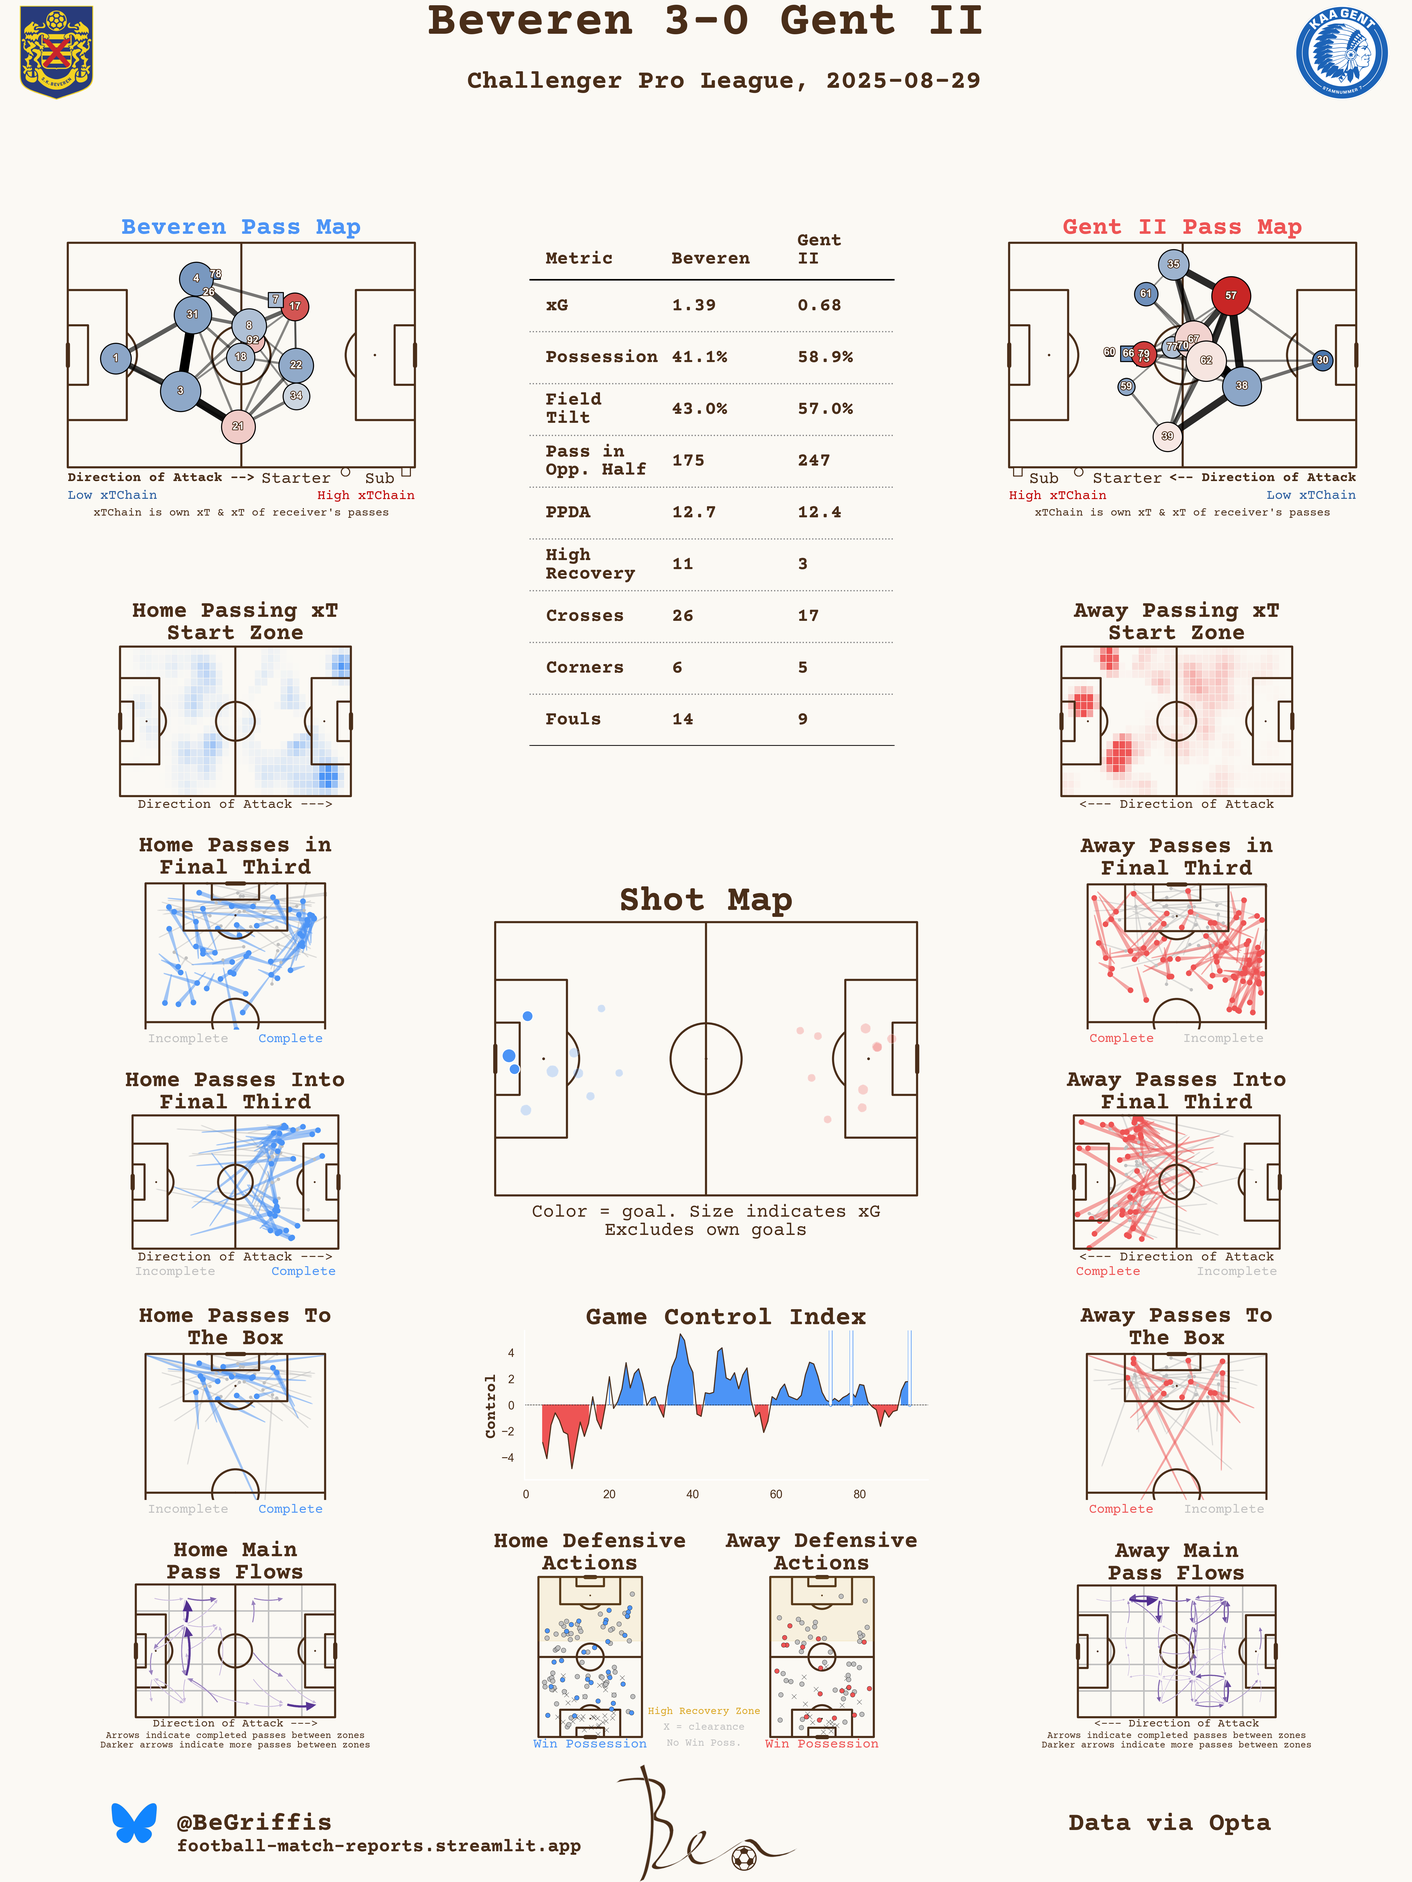 Beveren 3-0 Gent II
Challenger Pro League, 2025-08-29
S.K. BEVEREN
KAA GENT
STAMNUMMER 7
Beveren Pass Map
4
78
26
31
7
17
8
92
18
1
22
3
34
21
Direction of Attack --> Starter Sub
Low xTChain High xTChain
xTChain is own xT & xT of receiver's passes
Metric Beveren Gent II
xG 1.39 0.68
Possession 41.1% 58.9%
Field Tilt 43.0% 57.0%
Pass in Opp. Half 175 247
PPDA 12.7 12.4
High Recovery 11 3
Crosses 26 17
Corners 6 5
Fouls 14 9
Gent II Pass Map
35
61
57
67
77
70
60
66
79
73
62
30
59
38
39
Sub Starter <-- Direction of Attack
High xTChain Low xTChain
xTChain is own xT & xT of receiver's passes
Home Passing xT
Start Zone
Direction of Attack --->
Away Passing xT
Start Zone
<--- Direction of Attack
Home Passes in
Final Third
Incomplete Complete
Away Passes in
Final Third
Complete Incomplete
Shot Map
Color = goal. Size indicates xG
Excludes own goals
Home Passes Into
Final Third
Direction of Attack --->
Incomplete Complete
Away Passes Into
Final Third
<--- Direction of Attack
Complete Incomplete
Home Passes To
The Box
Incomplete Complete
Game Control Index
Control
4
2
0
−2
−4
0 20 40 60 80
Away Passes To
The Box
Complete Incomplete
Home Main
Pass Flows
Direction of Attack --->
Arrows indicate completed passes between zones
Darker arrows indicate more passes between zones
Home Defensive
Actions
Win Possession
High Recovery Zone
X = clearance
No Win Poss.
Away Defensive
Actions
Win Possession
Away Main
Pass Flows
<--- Direction of Attack
Arrows indicate completed passes between zones
Darker arrows indicate more passes between zones
@BeGriffis
football-match-reports.streamlit.app
Ben
Data via Opta